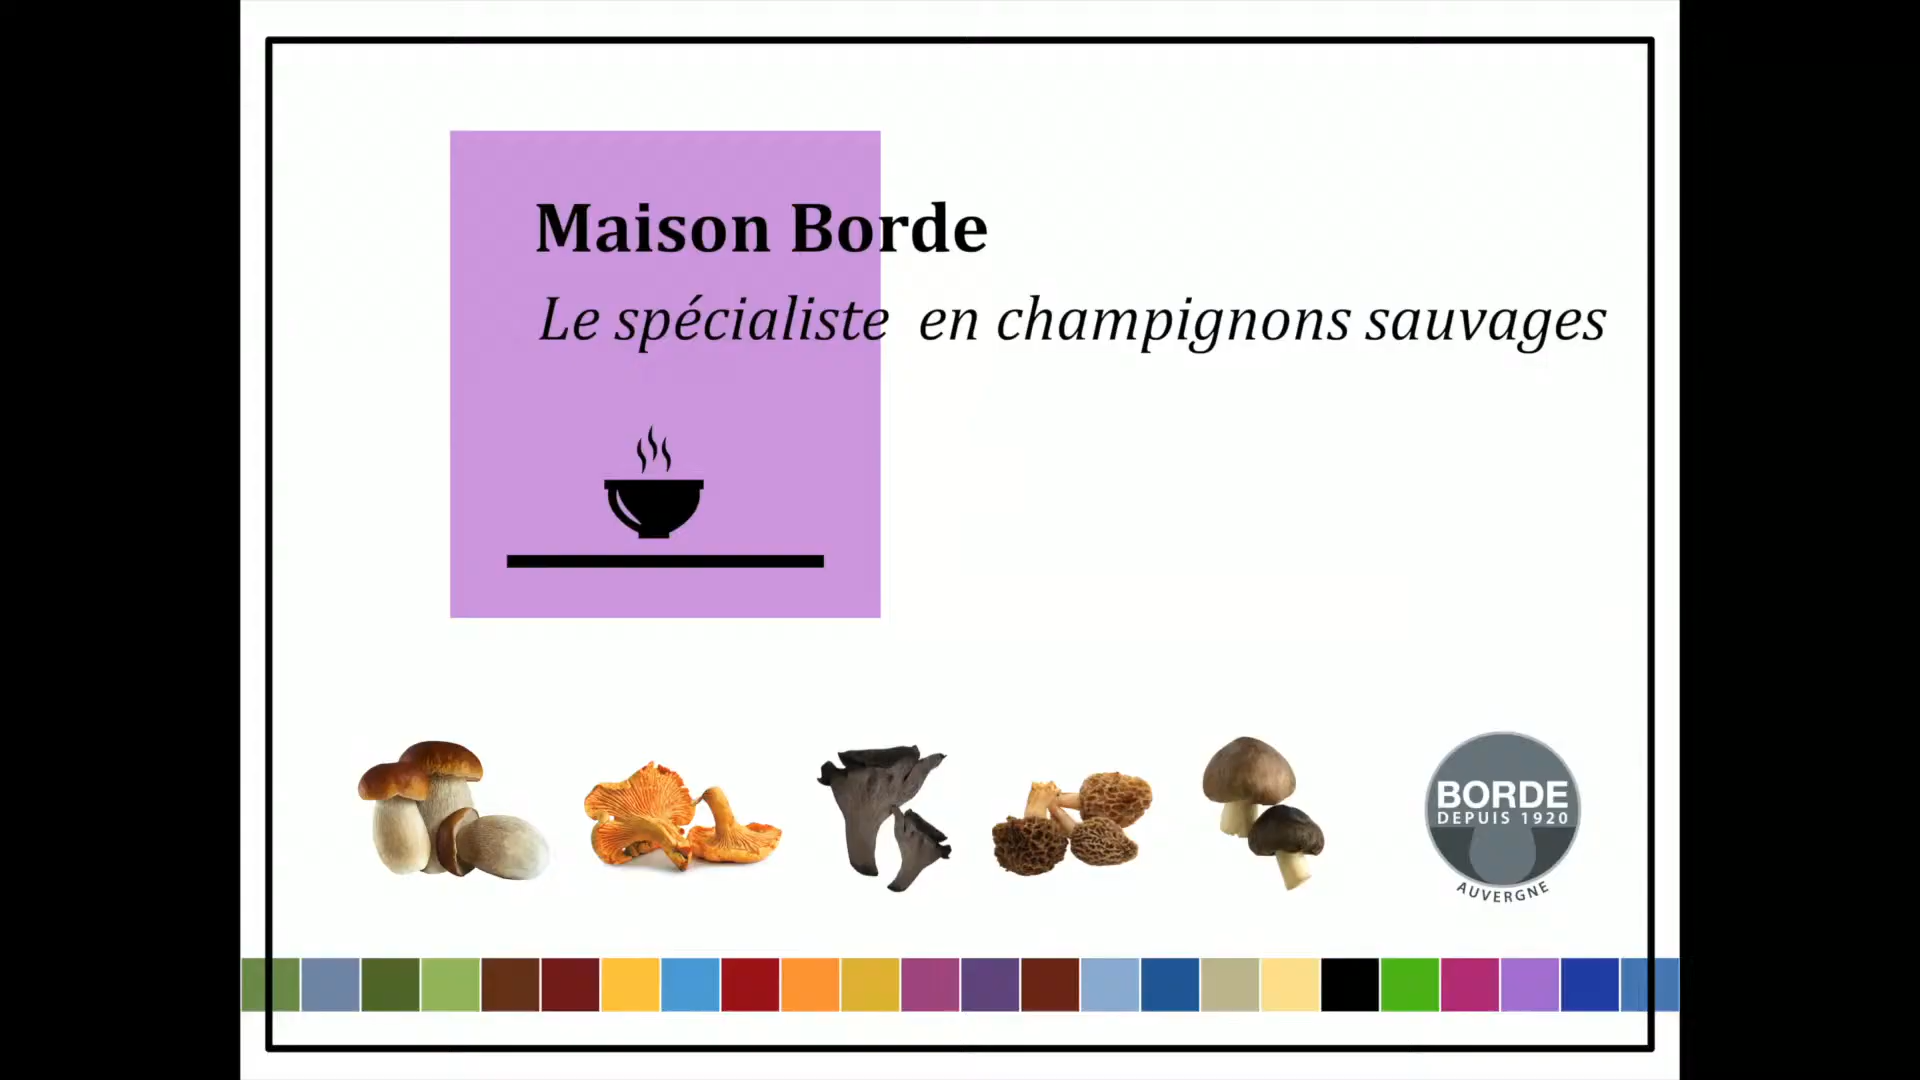 Maison Borde
Le spécialiste en champignons sauvages
BORDE
DEPUIS 1920
AUVERGNE